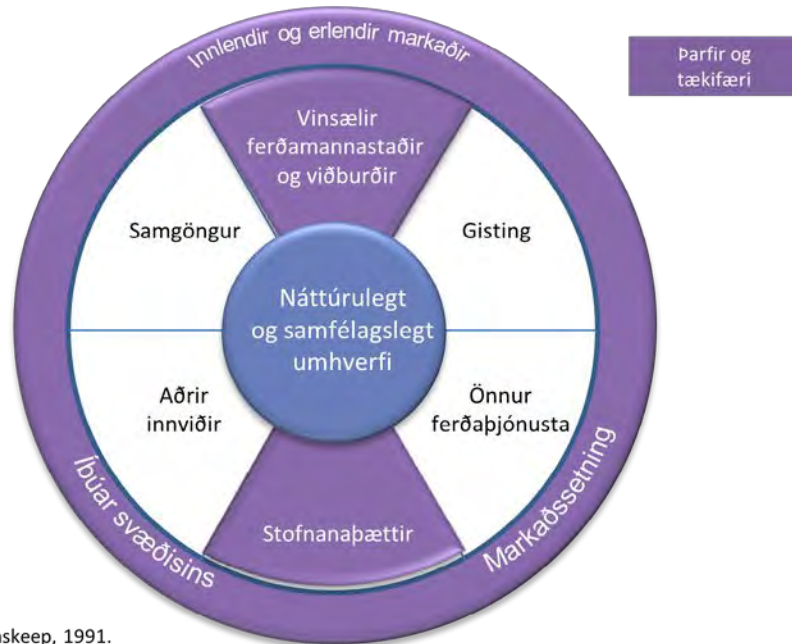 Innlendir og erlendir markaðir
Þarfir og
tækifæri
Vinsælir
ferðamannastaðir
og viðburðir
Samgöngur
Gisting
Náttúrulegt
og samfélagslegt
umhverfi
Aðrir
innviðir
Önnur
ferðaþjónusta
Stofnanaþættir
Íbúar svæðisins
Markaðssetning
skeep, 1991.